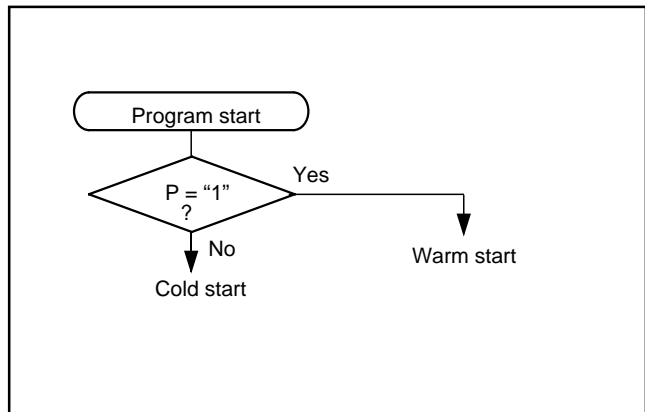 Program start
P = “1”
?
Yes
No
Warm start
Cold start